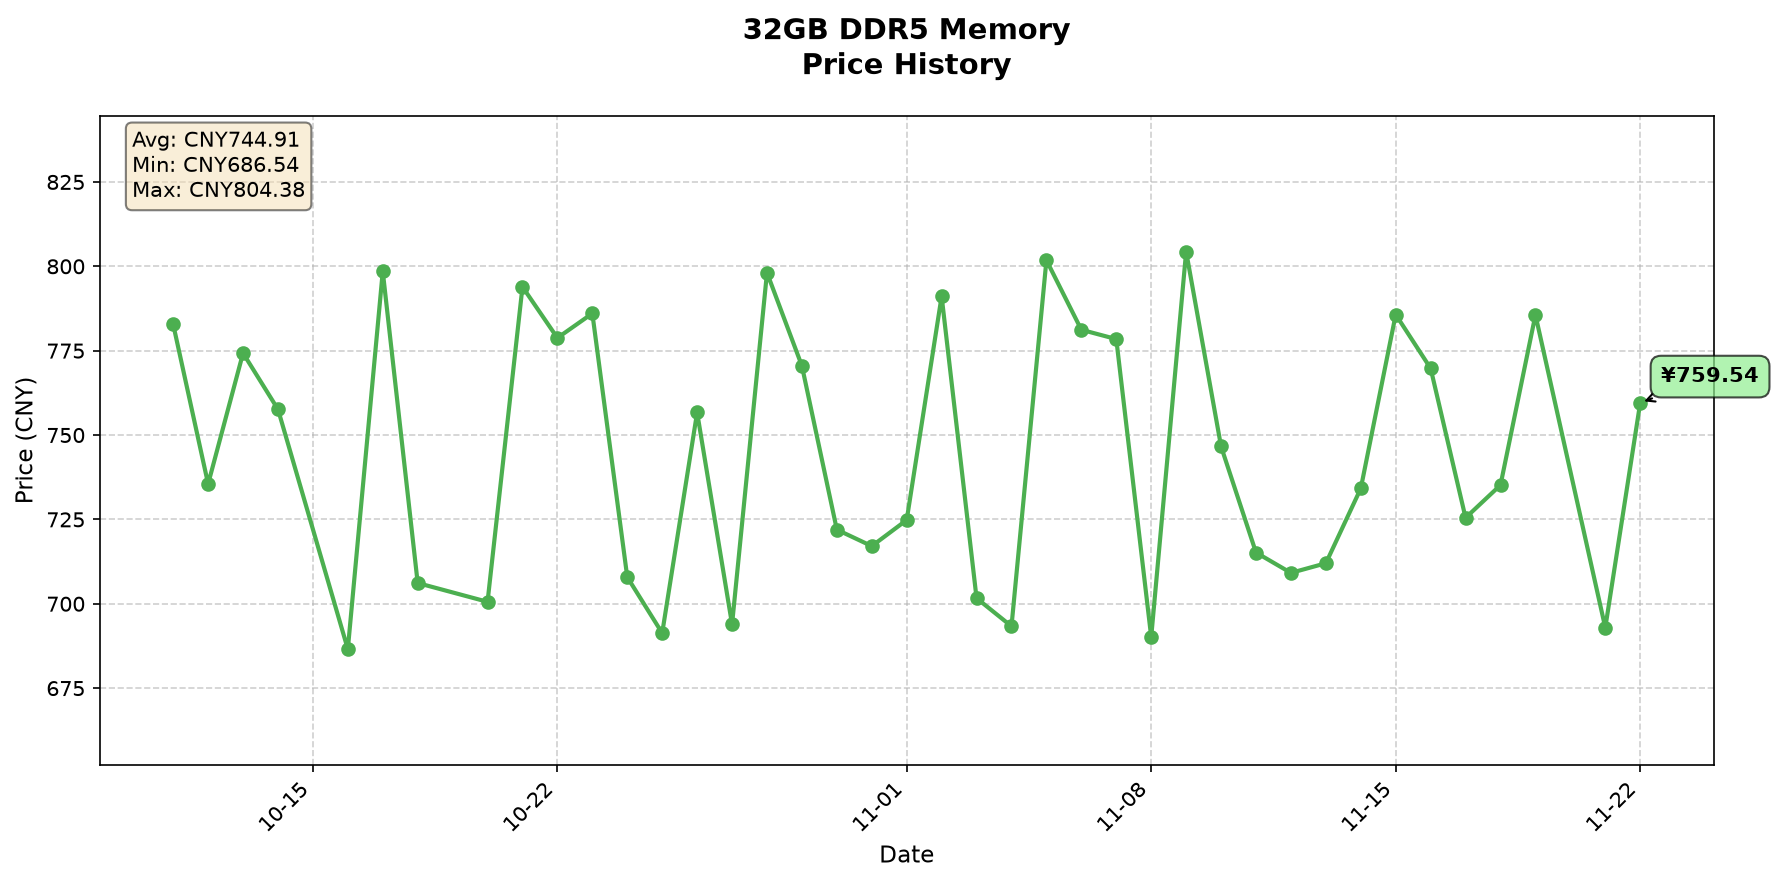 32GB DDR5 Memory
Price History
Avg: CNY744.91
Min: CNY686.54
Max: CNY804.38
825
800
775
750
725
700
675
Price (CNY)
¥759.54
10-15
10-22
11-01
11-08
11-15
11-22
Date